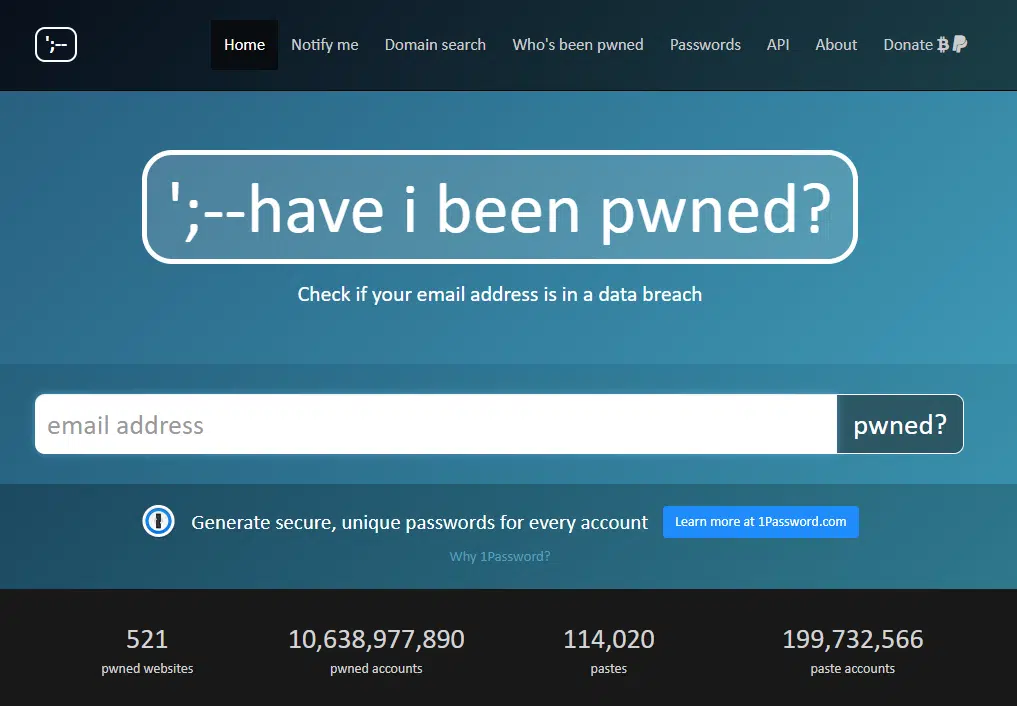 ';--
Home Notify me Domain search Who's been pwned Passwords API About Donate
';--have i been pwned?
Check if your email address is in a data breach
email address pwned?
Generate secure, unique passwords for every account Learn more at 1Password.com
Why 1Password?
521 10,638,977,890 114,020 199,732,566
pwned websites pwned accounts pastes paste accounts